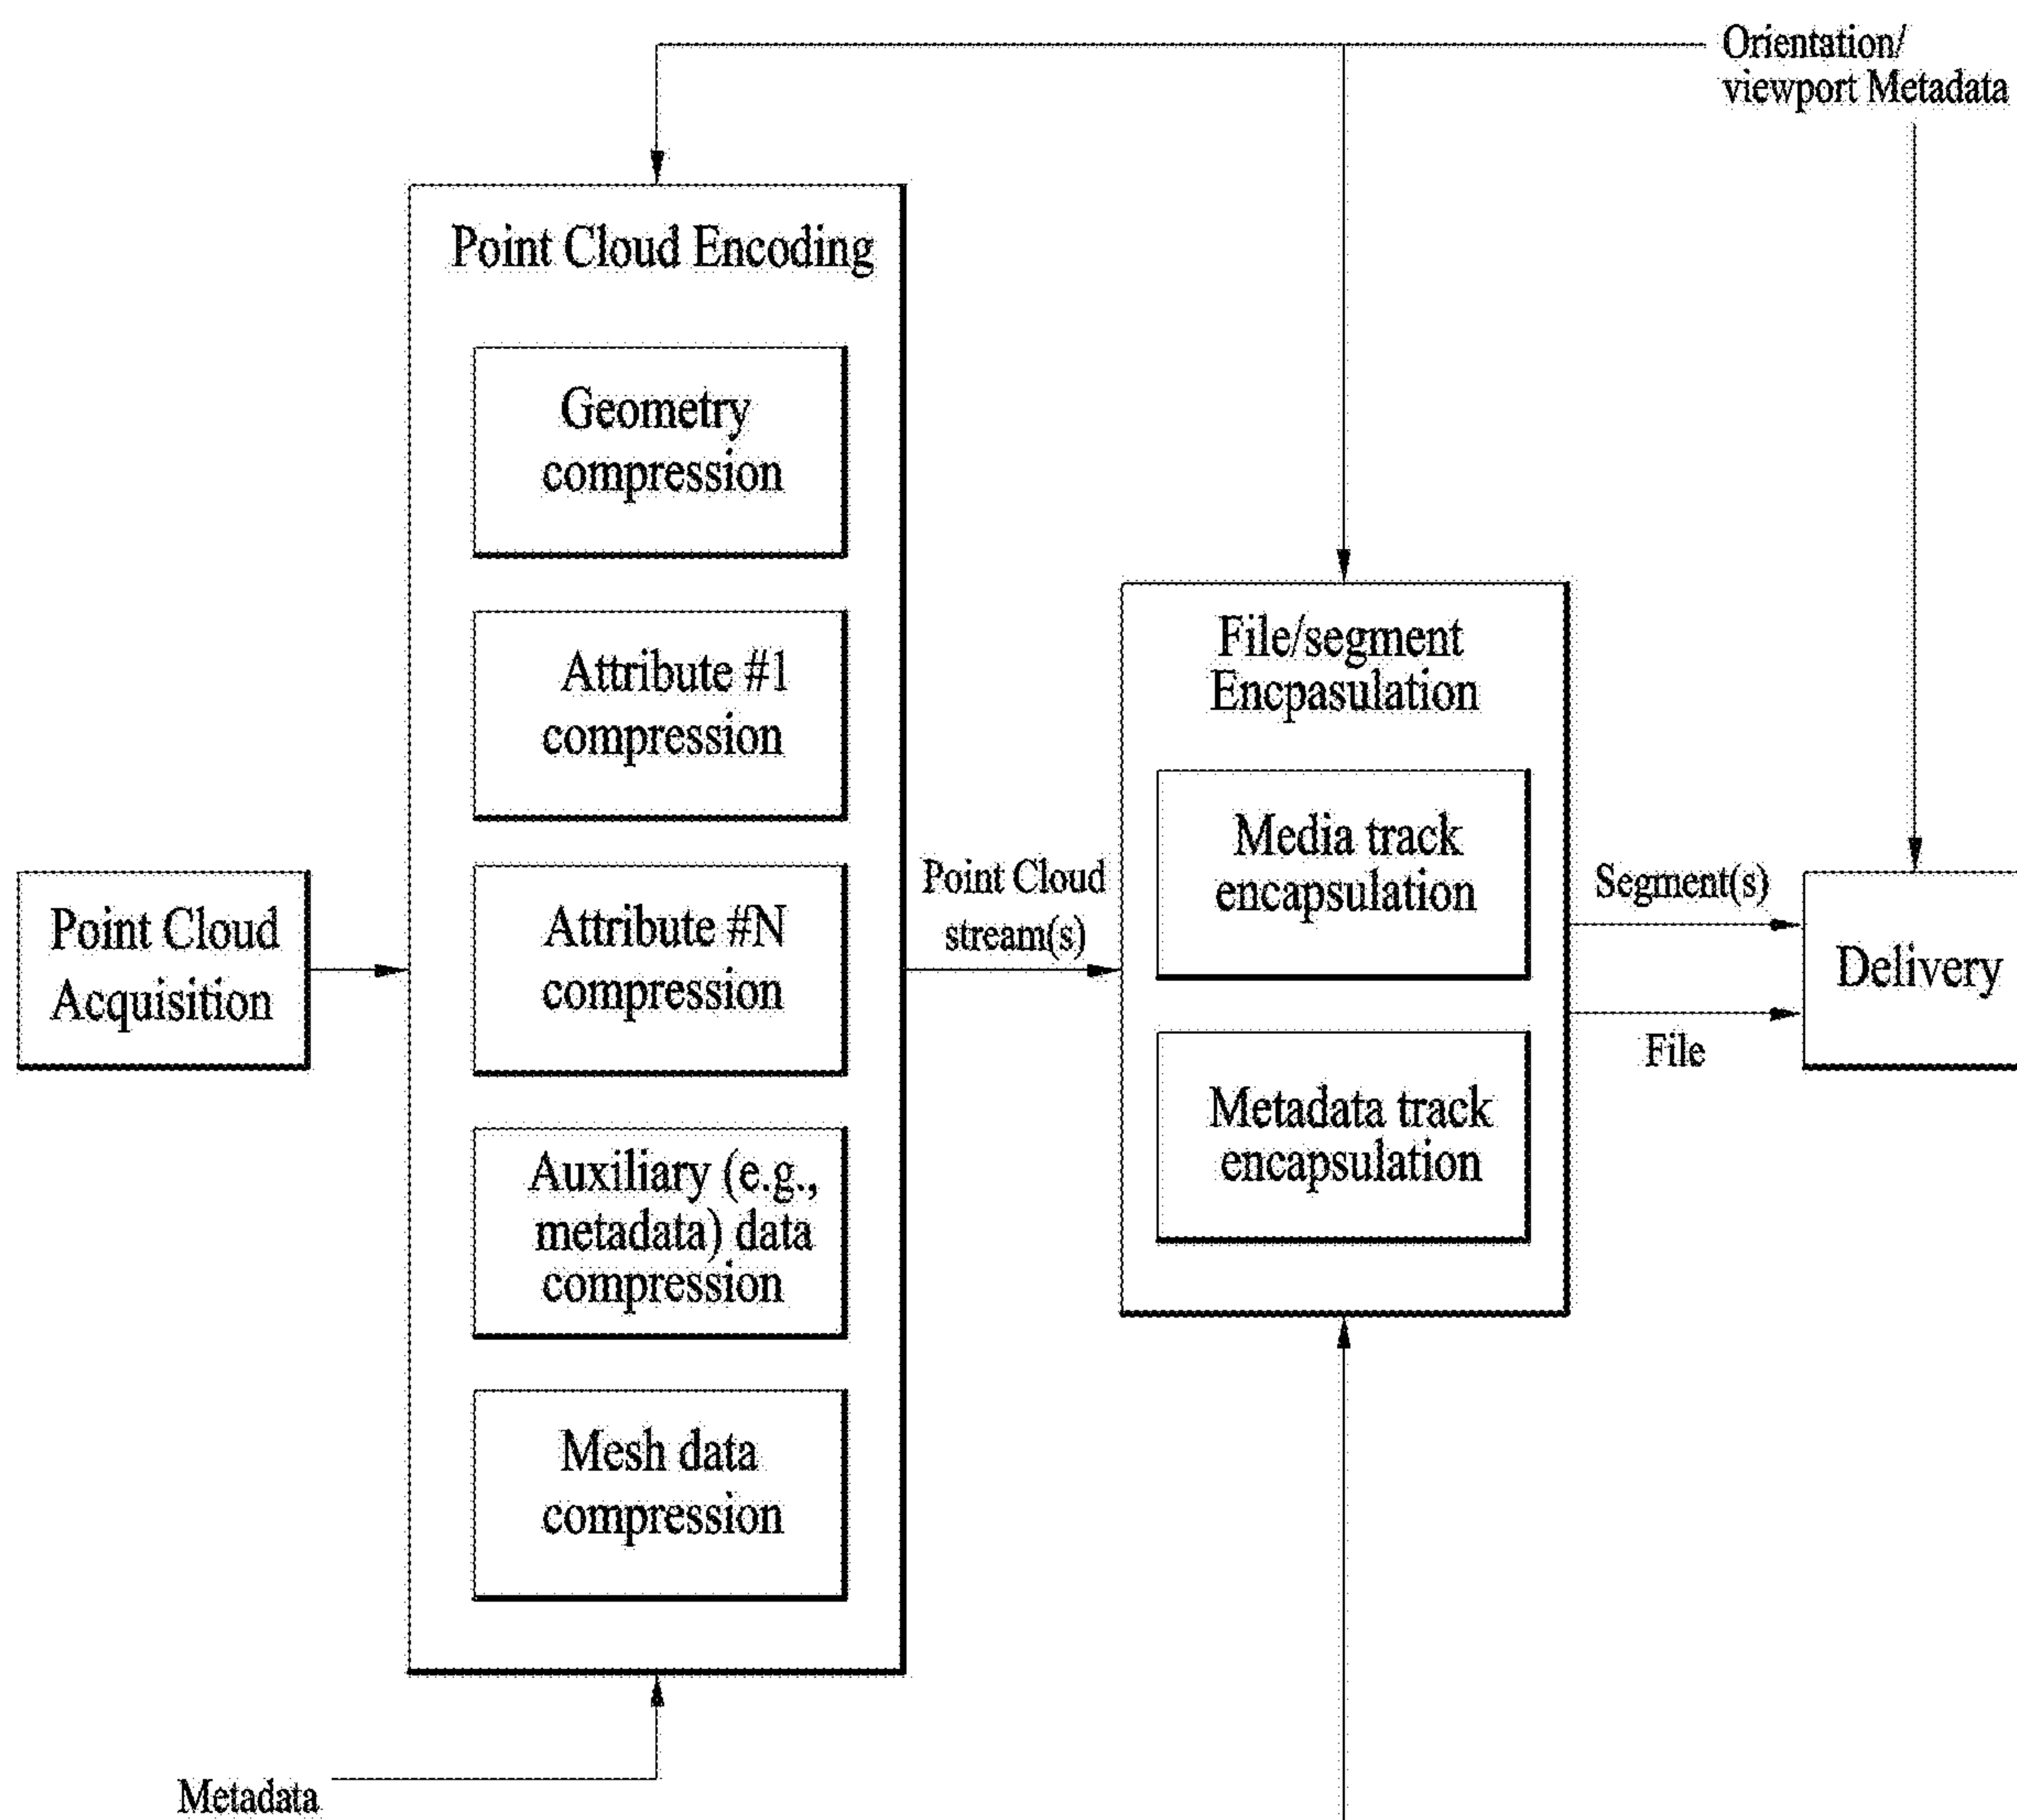 Orientation/
viewport Metadata
Point Cloud Encoding
Geometry
compression
Attribute #1
compression
Attribute #N
compression
Auxiliary (e.g.,
metadata) data
compression
Mesh data
compression
Point Cloud
Acquisition
Point Cloud
stream(s)
File/segment
Encpasulation
Media track
encapsulation
Metadata track
encapsulation
Segment(s)
File
Delivery
Metadata